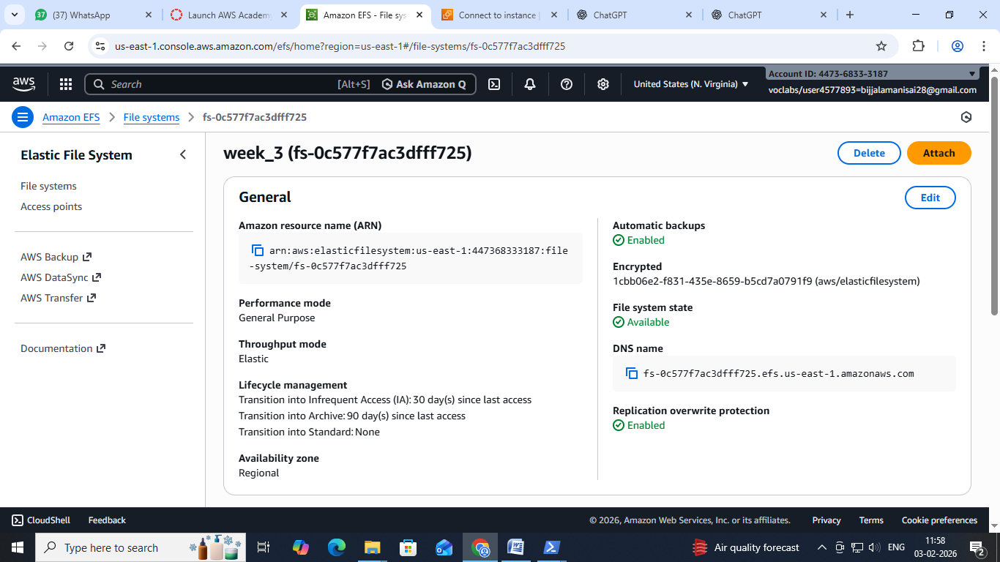 37
(37) WhatsApp
Launch AWS Academ
Amazon EFS - File sys
Connect to instance |
ChatGPT
ChatGPT
us-east-1.console.aws.amazon.com/efs/home?region=us-east-1#/file-systems/fs-0c577f7ac3dfff725
aws
Search
[Alt+S]
Ask Amazon Q
United States (N. Virginia)
Account ID: 4473-6833-3187
voclabs/user4577893=bijjalamanisai28@gmail.com
Amazon EFS
File systems
fs-0c577f7ac3dfff725
Elastic File System
File systems
Access points
AWS Backup
AWS DataSync
AWS Transfer
Documentation
week_3 (fs-0c577f7ac3dfff725)
Delete
Attach
General
Edit
Amazon resource name (ARN)
arn:aws:elasticfilesystem:us-east-1:447368333187:file
-system/fs-0c577f7ac3dfff725
Performance mode
General Purpose
Throughput mode
Elastic
Lifecycle management
Transition into Infrequent Access (IA): 30 day(s) since last access
Transition into Archive: 90 day(s) since last access
Transition into Standard: None
Availability zone
Regional
Automatic backups
Enabled
Encrypted
1cbb06e2-f831-435e-8659-b5cd7a0791f9 (aws/elasticfilesystem)
File system state
Available
DNS name
fs-0c577f7ac3dfff725.efs.us-east-1.amazonaws.com
Replication overwrite protection
Enabled
CloudShell
Feedback
© 2026, Amazon Web Services, Inc. or its affiliates.
Privacy
Terms
Cookie preferences
Type here to search
Air quality forecast
ENG
11:58
03-02-2026
2